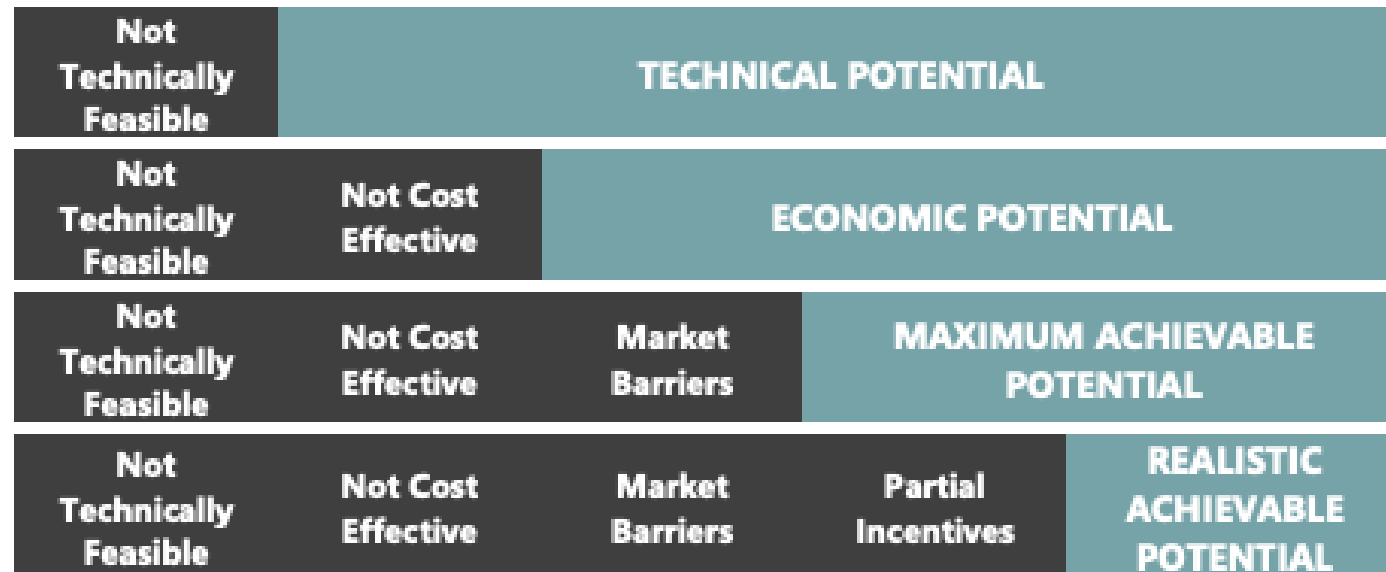 Not
Technically
Feasible
TECHNICAL POTENTIAL
Not
Technically
Feasible
Not Cost
Effective
ECONOMIC POTENTIAL
Not
Technically
Feasible
Not Cost
Effective
Market
Barriers
MAXIMUM ACHIEVABLE
POTENTIAL
Not
Technically
Feasible
Not Cost
Effective
Market
Barriers
Partial
Incentives
REALISTIC
ACHIEVABLE
POTENTIAL